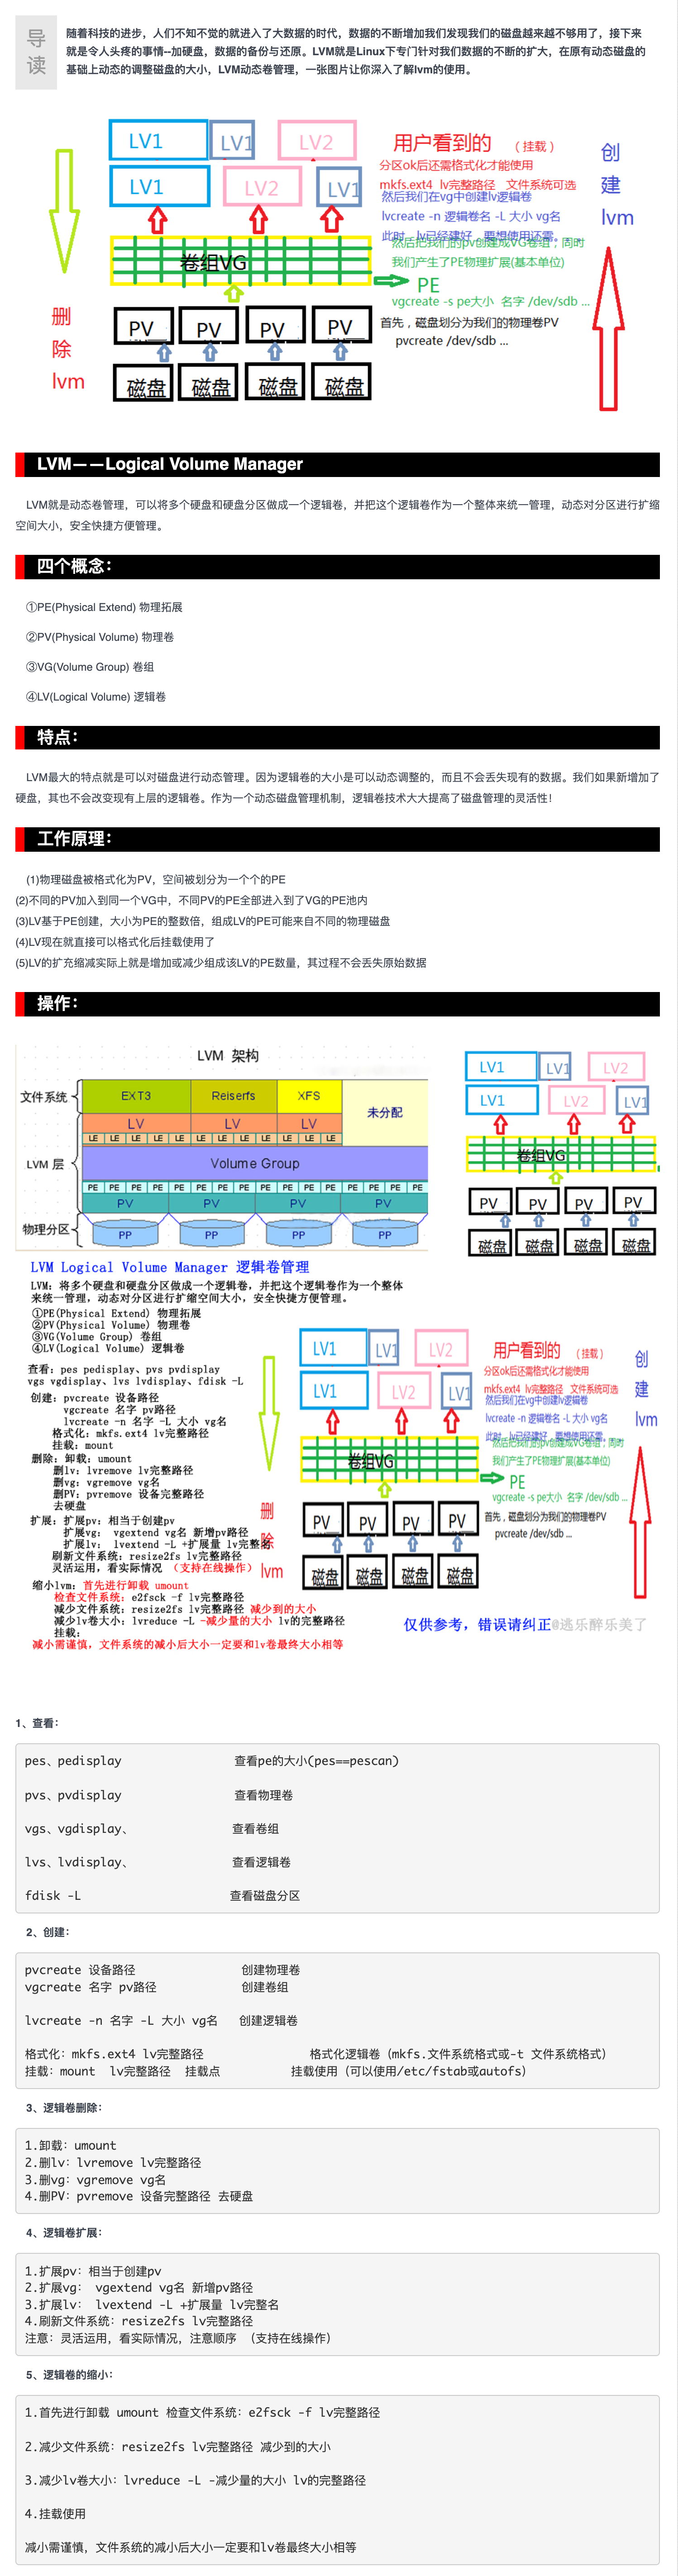 导
读
随着科技的进步，人们不知不觉的就进入了大数据的时代，数据的不断增加我们发现我们的磁盘越来越不够用了，接下来
就是令人头疼的事情--加硬盘，数据的备份与还原。LVM就是Linux下专门针对我们数据的不断的扩大，在原有动态磁盘的
基础上动态的调整磁盘的大小，LVM动态卷管理，一张图片让你深入了解lvm的使用。
LV1
LV1
LV2
LV1
LV2
LV1
卷组VG
PV
PV
PV
PV
磁盘
磁盘
磁盘
磁盘
删
除
lvm
用户看到的 （挂载）
分区ok后还需格式化才能使用
mkfs.ext4 lv完整路径 文件系统可选
然后我们在vg中创建lv逻辑卷
lvcreate -n 逻辑卷名 -L 大小 vg名
此时，lv已经建好，要想使用还需。。
然后把我们的pv创建成VG卷组，同时
我们产生了PE物理扩展(基本单位)
PE
vgcreate -s pe大小 名字 /dev/sdb ...
首先，磁盘划分为我们的物理卷PV
pvcreate /dev/sdb ...
创
建
lvm
LVM——Logical Volume Manager
LVM就是动态卷管理，可以将多个硬盘和硬盘分区做成一个逻辑卷，并把这个逻辑卷作为一个整体来统一管理，动态对分区进行扩缩
空间大小，安全快捷方便管理。
四个概念：
①PE(Physical Extend) 物理拓展
②PV(Physical Volume) 物理卷
③VG(Volume Group) 卷组
④LV(Logical Volume) 逻辑卷
特点：
LVM最大的特点就是可以对磁盘进行动态管理。因为逻辑卷的大小是可以动态调整的，而且不会丢失现有的数据。我们如果新增加了
硬盘，其也不会改变现有上层的逻辑卷。作为一个动态磁盘管理机制，逻辑卷技术大大提高了磁盘管理的灵活性！
工作原理：
(1)物理磁盘被格式化为PV，空间被划分为一个个的PE
(2)不同的PV加入到同一个VG中，不同PV的PE全部进入到了VG的PE池内
(3)LV基于PE创建，大小为PE的整数倍，组成LV的PE可能来自不同的物理磁盘
(4)LV现在就直接可以格式化后挂载使用了
(5)LV的扩充缩减实际上就是增加或减少组成该LV的PE数量，其过程不会丢失原始数据
操作：
LVM 架构
文件系统
EXT3 Reiserfs XFS
未分配
LV LV LV
LE LE LE LE LE LE LE LE LE LE LE LE
LVM 层
Volume Group
PE PE PE PE PE PE PE PE PE PE PE PE PE PE PE PE
PV PV PV PV
物理分区
PP PP PP PP
LV1
LV1
LV2
LV1
LV2
LV1
卷组VG
PV
PV
PV
PV
磁盘
磁盘
磁盘
磁盘
LVM Logical Volume Manager 逻辑卷管理
LVM：将多个硬盘和硬盘分区做成一个逻辑卷，并把这个逻辑卷作为一个整体
来统一管理，动态对分区进行扩缩空间大小，安全快捷方便管理。
①PE(Physical Extend) 物理拓展
②PV(Physical Volume) 物理卷
③VG(Volume Group) 卷组
④LV(Logical Volume) 逻辑卷
查看：pes pedisplay、pvs pvdisplay
vgs vgdisplay、lvs lvdisplay、fdisk -L
创建：pvcreate 设备路径
vgcreate 名字 pv路径
lvcreate -n 名字 -L 大小 vg名
格式化：mkfs.ext4 lv完整路径
挂载：mount
删除：卸载：umount
删lv：lvremove lv完整路径
删vg：vgremove vg名
删PV：pvremove 设备完整路径
去硬盘
扩展：扩展pv：相当于创建pv
扩展vg： vgextend vg名 新增pv路径
扩展lv： lvextend -L +扩展量 lv完整名
刷新文件系统：resize2fs lv完整路径
灵活运用，看实际情况 （支持在线操作）
缩小lvm：首先进行卸载 umount
检查文件系统：e2fsck -f lv完整路径
减少文件系统：resize2fs lv完整路径 减少到的大小
减少lv卷大小：lvreduce -L -减少量的大小 lv的完整路径
挂载：
减小需谨慎，文件系统的减小后大小一定要和lv卷最终大小相等
LV1
LV1
LV2
LV1
LV2
LV1
卷组VG
PV
PV
PV
PV
磁盘
磁盘
磁盘
磁盘
删
除
lvm
用户看到的 （挂载）
分区ok后还需格式化才能使用
mkfs.ext4 lv完整路径 文件系统可选
然后我们在vg中创建lv逻辑卷
lvcreate -n 逻辑卷名 -L 大小 vg名
此时，lv已经建好，要想使用还需。。
然后把我们的pv创建成VG卷组，同时
我们产生了PE物理扩展(基本单位)
PE
vgcreate -s pe大小 名字 /dev/sdb ...
首先，磁盘划分为我们的物理卷PV
pvcreate /dev/sdb ...
创
建
lvm
仅供参考，错误请纠正@逃乐醉乐美了
1、查看：
pes、pedisplay 查看pe的大小(pes==pescan)
pvs、pvdisplay 查看物理卷
vgs、vgdisplay、 查看卷组
lvs、lvdisplay、 查看逻辑卷
fdisk -L 查看磁盘分区
2、创建：
pvcreate 设备路径 创建物理卷
vgcreate 名字 pv路径 创建卷组
lvcreate -n 名字 -L 大小 vg名 创建逻辑卷
格式化：mkfs.ext4 lv完整路径 格式化逻辑卷（mkfs.文件系统格式或-t 文件系统格式）
挂载：mount lv完整路径 挂载点 挂载使用（可以使用/etc/fstab或autofs）
3、逻辑卷删除：
1.卸载：umount
2.删lv：lvremove lv完整路径
3.删vg：vgremove vg名
4.删PV：pvremove 设备完整路径 去硬盘
4、逻辑卷扩展：
1.扩展pv：相当于创建pv
2.扩展vg： vgextend vg名 新增pv路径
3.扩展lv： lvextend -L +扩展量 lv完整名
4.刷新文件系统：resize2fs lv完整路径
注意：灵活运用，看实际情况，注意顺序 （支持在线操作）
5、逻辑卷的缩小：
1.首先进行卸载 umount 检查文件系统：e2fsck -f lv完整路径
2.减少文件系统：resize2fs lv完整路径 减少到的大小
3.减少lv卷大小：lvreduce -L -减少量的大小 lv的完整路径
4.挂载使用
减小需谨慎，文件系统的减小后大小一定要和lv卷最终大小相等